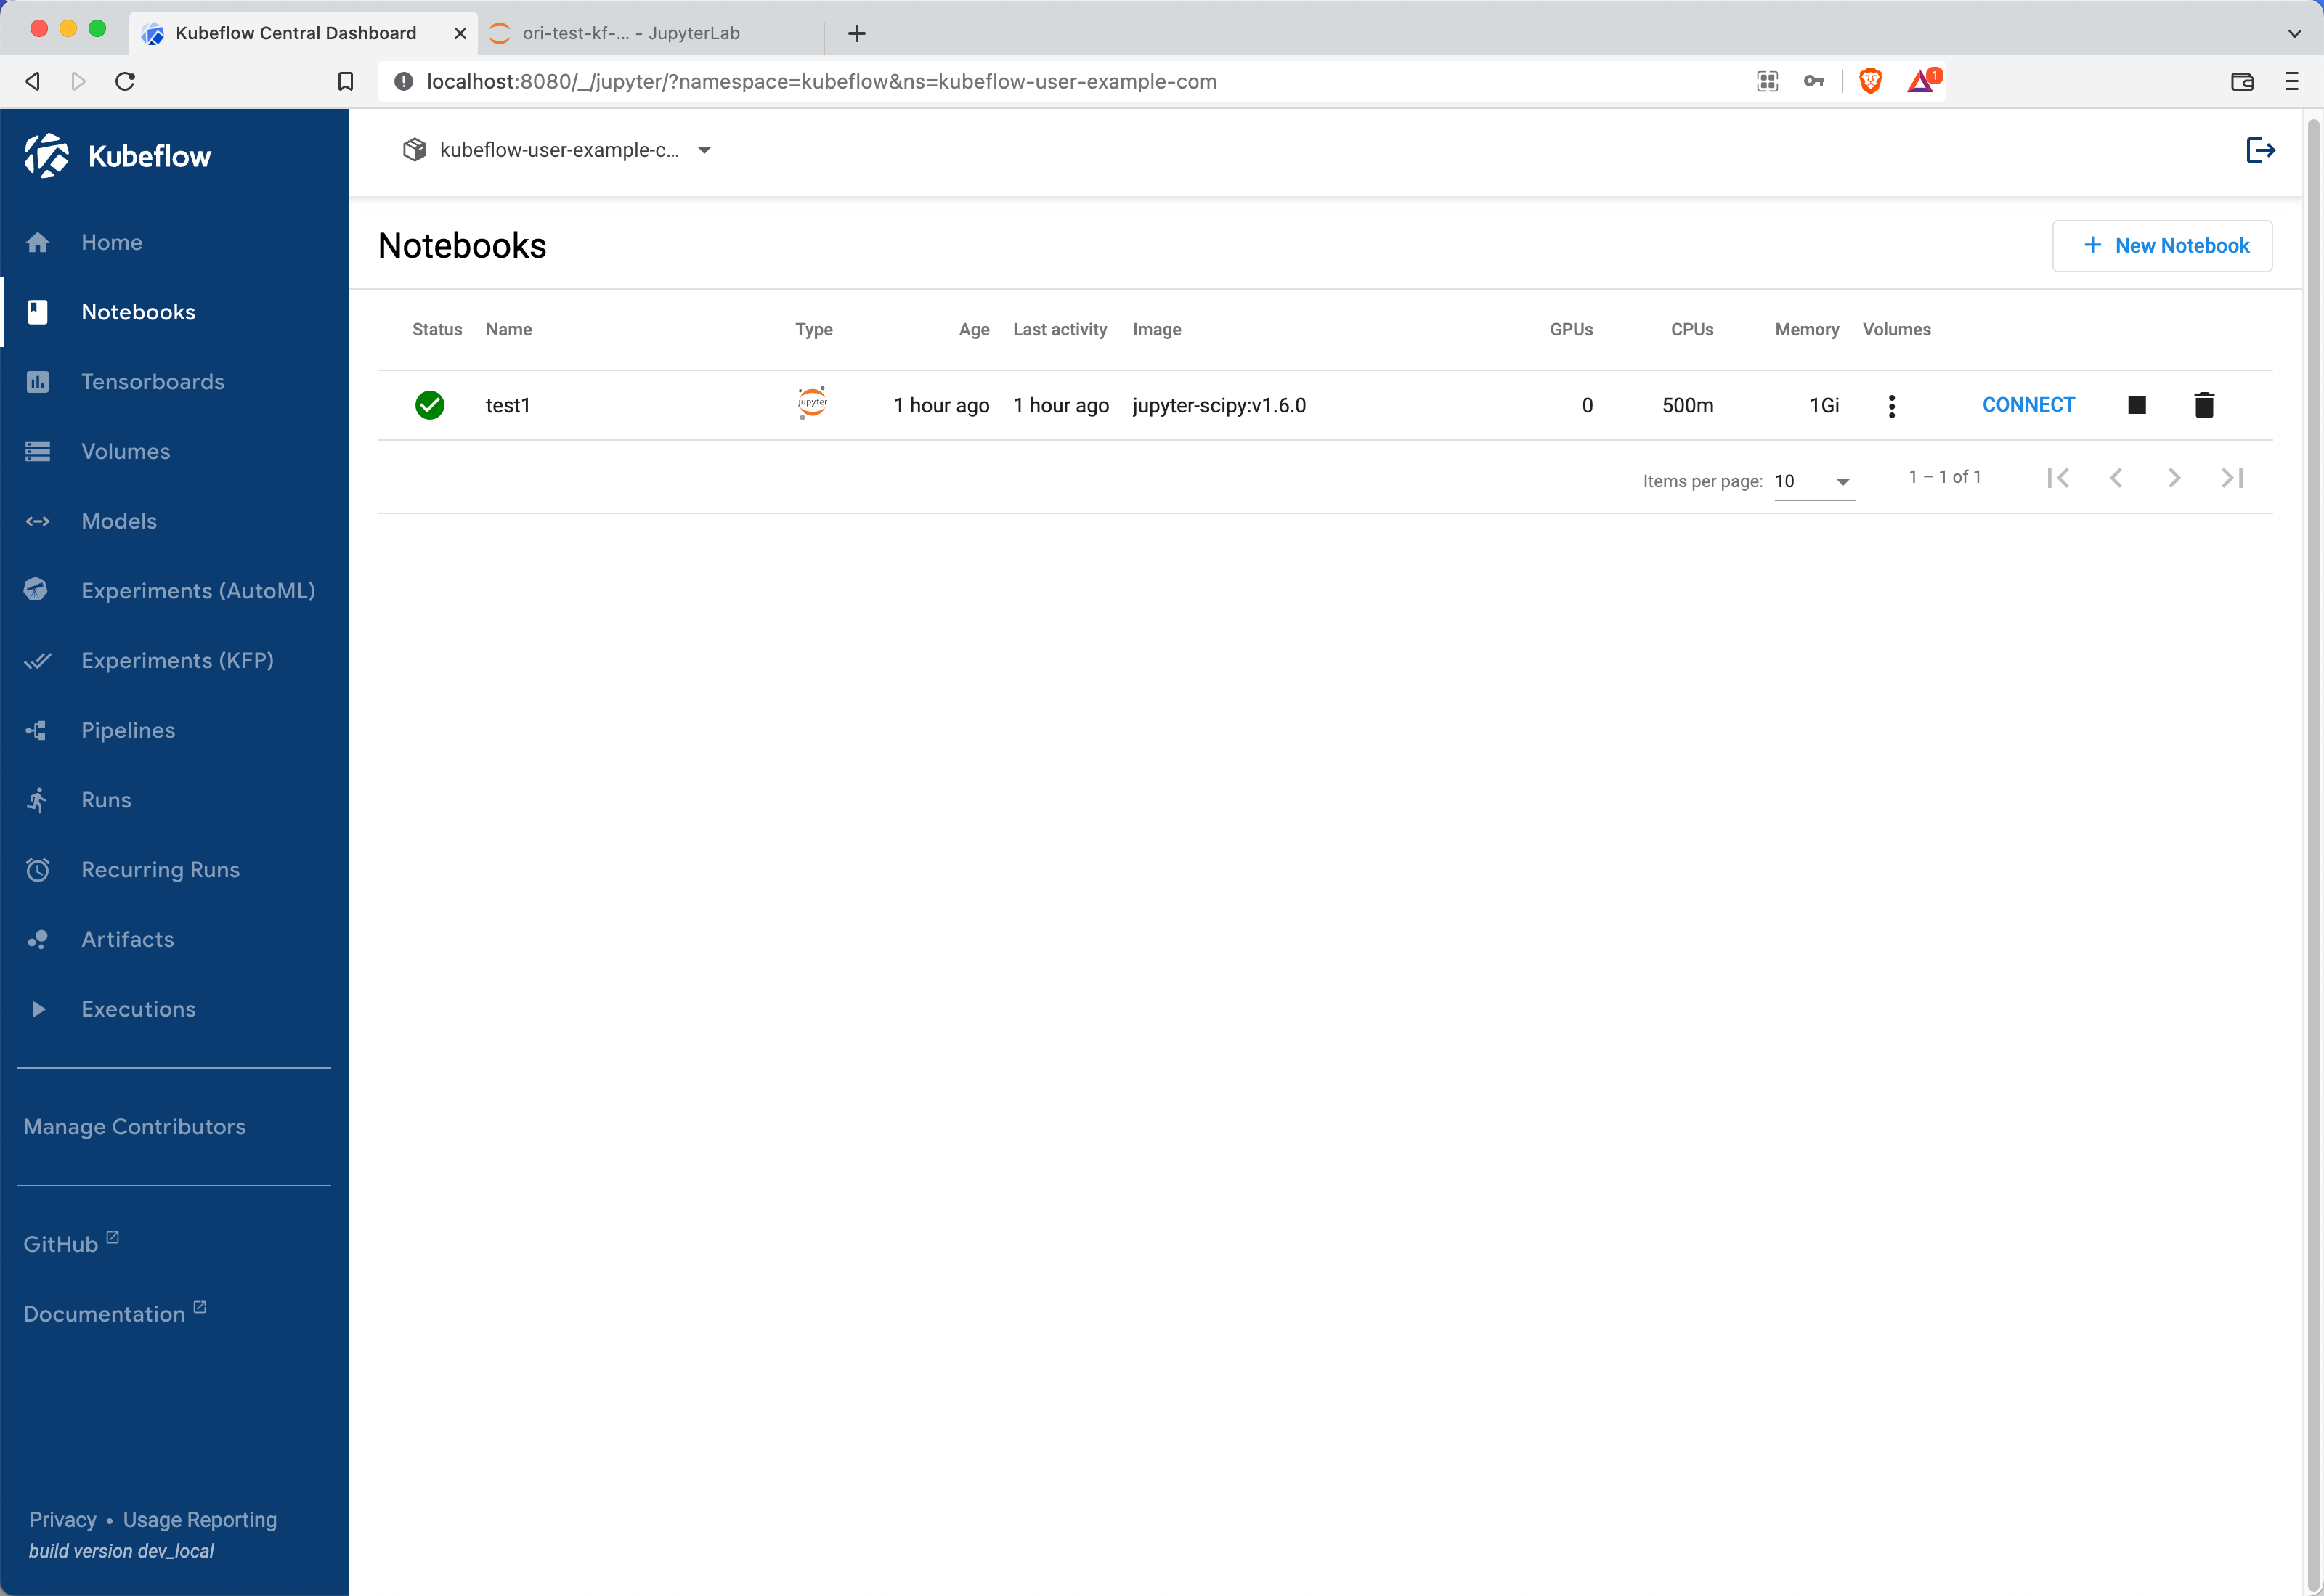 Kubeflow Central Dashboard
ori-test-kf-... - JupyterLab
localhost:8080/_/jupyter/?namespace=kubeflow&ns=kubeflow-user-example-com
1
Kubeflow
kubeflow-user-example-c...
Home
Notebooks
Tensorboards
Volumes
Models
Experiments (AutoML)
Experiments (KFP)
Pipelines
Runs
Recurring Runs
Artifacts
Executions
Manage Contributors
GitHub
Documentation
Privacy • Usage Reporting
build version dev_local
Notebooks
+ New Notebook
Status Name Type Age Last activity Image GPUs CPUs Memory Volumes
test1 jupyter 1 hour ago 1 hour ago jupyter-scipy:v1.6.0 0 500m 1Gi CONNECT
Items per page: 10 1 – 1 of 1